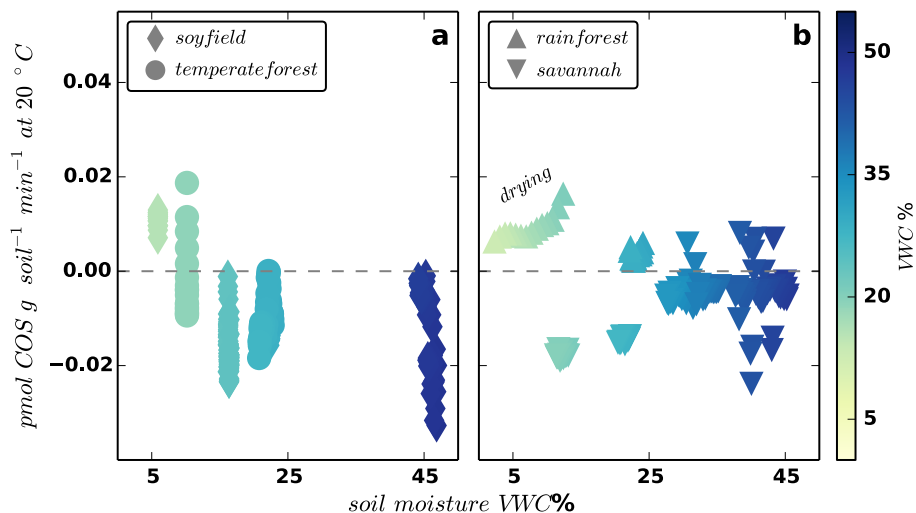 a
soyfield
temperateforest
b
rainforest
savannah
drying
0.04
0.02
0.00
−0.02
pmol COS g soil⁻¹ min⁻¹ at 20 ° C
5
25
45
5
25
45
soil moisture VWC%
50
35
20
5
VWC %